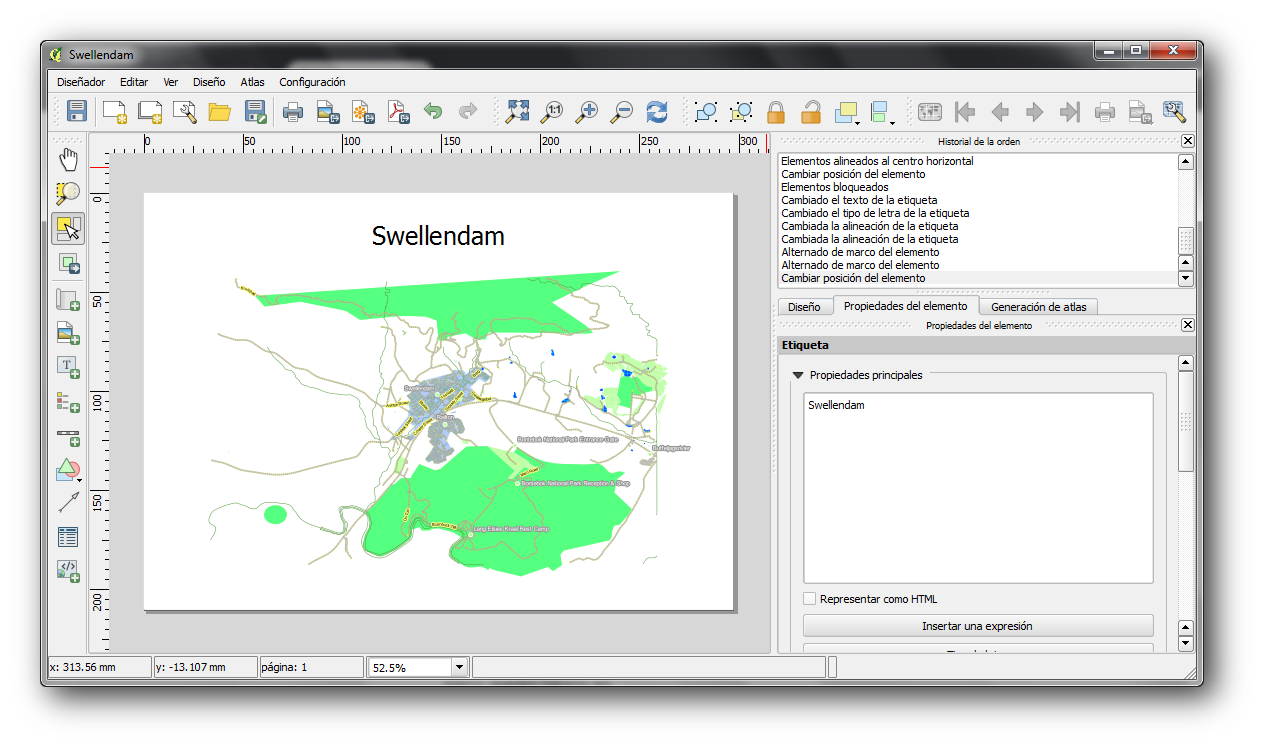 Swellendam
Diseñador Editar Ver Diseño Atlas Configuración
1:1
0 50 100 150 200 250 300
0
50
100
150
200
Swellendam
Swellendam
Railton
Bontebok National Park Entrance Gate
Buffeljagsrivier
Bontebok National Park Reception & Shop
Lang Elsies Kraal Rest Camp
Historial de la orden
Elementos alineados al centro horizontal
Cambiar posición del elemento
Elementos bloqueados
Cambiado el texto de la etiqueta
Cambiado el tipo de letra de la etiqueta
Cambiada la alineación de la etiqueta
Cambiada la alineación de la etiqueta
Alternado de marco del elemento
Alternado de marco del elemento
Cambiar posición del elemento
Diseño Propiedades del elemento Generación de atlas
Propiedades del elemento
Etiqueta
Propiedades principales
Swellendam
Representar como HTML
Insertar una expresión
x: 313.56 mm y: -13.107 mm página: 1 52.5%